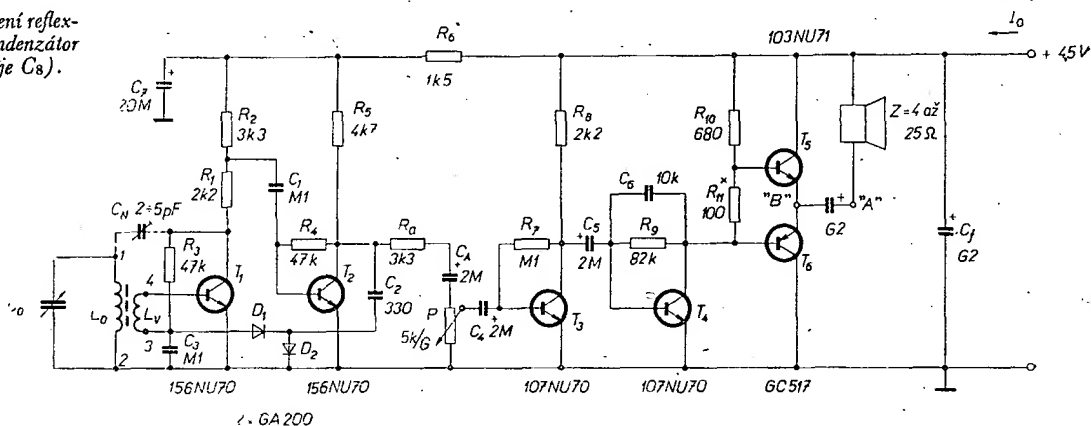 ení reflex-
ndenzátor
je C8).
R6
1k5
103NU71
I0
+ 4,5V
C7
+
20M
R2
3k3
R5
4k7
R8
2k2
R10
680
Z = 4 až
25 Ω
R1
2k2
C1
M1
CN 2÷5pF
T5
C6
10k
R11
x
100
"B"
+
"A"
G2
R4
47k
Ra
3k3
CA
+
2M
R7
M1
C5
+
2M
R9
82k
Cf
+
G2
R3
47k
1
4
T1
T2
C2
330
T6
L0
LV
D1
P
C4
+
2M
T3
T4
3
C3
M1
D2
5k/G
2
156NU70
156NU70
107NU70
107NU70
GC517
GA200